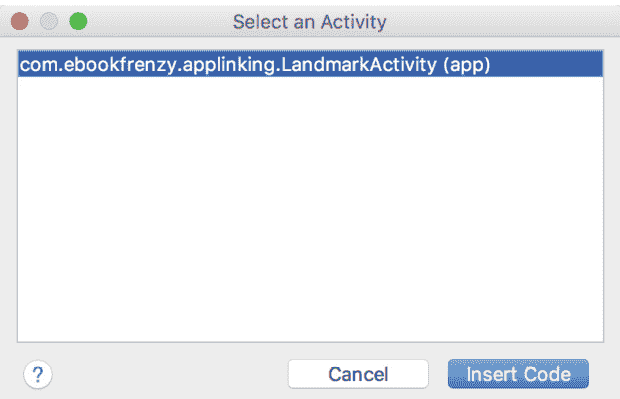 Select an Activity
com.ebookfrenzy.applinking.LandmarkActivity (app)
?
Cancel
Insert Code